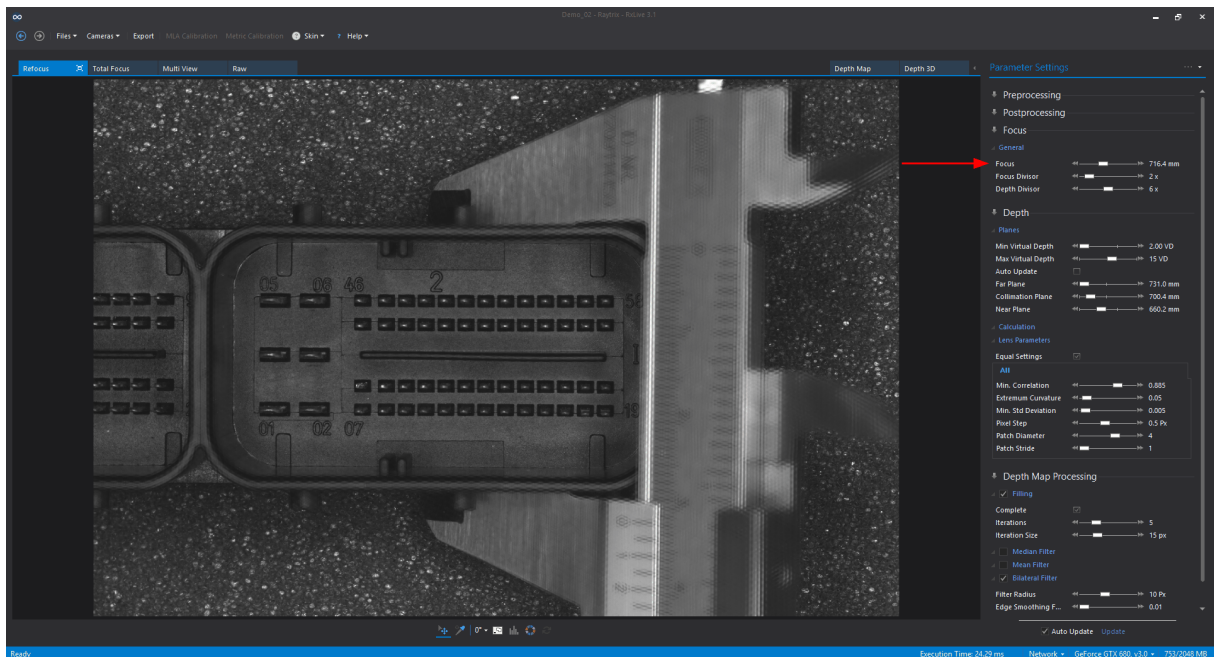 Demo_02 - Raytrix - RxLive 3.1
Files Cameras Export MLA Calibration Metric Calibration Skin ? Help
Refocus Total Focus Multi View Raw Depth Map Depth 3D
Parameter Settings
Preprocessing
Postprocessing
Focus
General
Focus 716.4 mm
Focus Divisor 2 x
Depth Divisor 6 x
Depth
Planes
Min Virtual Depth 2.00 VD
Max Virtual Depth 15 VD
Auto Update
Far Plane 731.0 mm
Collimation Plane 700.4 mm
Near Plane 660.2 mm
Calculation
Lens Parameters
Equal Settings
All
Min. Correlation 0.885
Extremum Curvature 0.05
Min. Std Deviation 0.005
Pixel Step 0.5 Px
Patch Diameter 4
Patch Stride 1
Depth Map Processing
Filling
Complete
Iterations 5
Iteration Size 15 px
Median Filter
Mean Filter
Bilateral Filter
Filter Radius 10 Px
Edge Smoothing F... 0.01
Auto Update Update
2
05 06 46
01 02 07
0°
Ready Execution Time: 24.29 ms Network GeForce GTX 680, v3.0 753/2048 MB